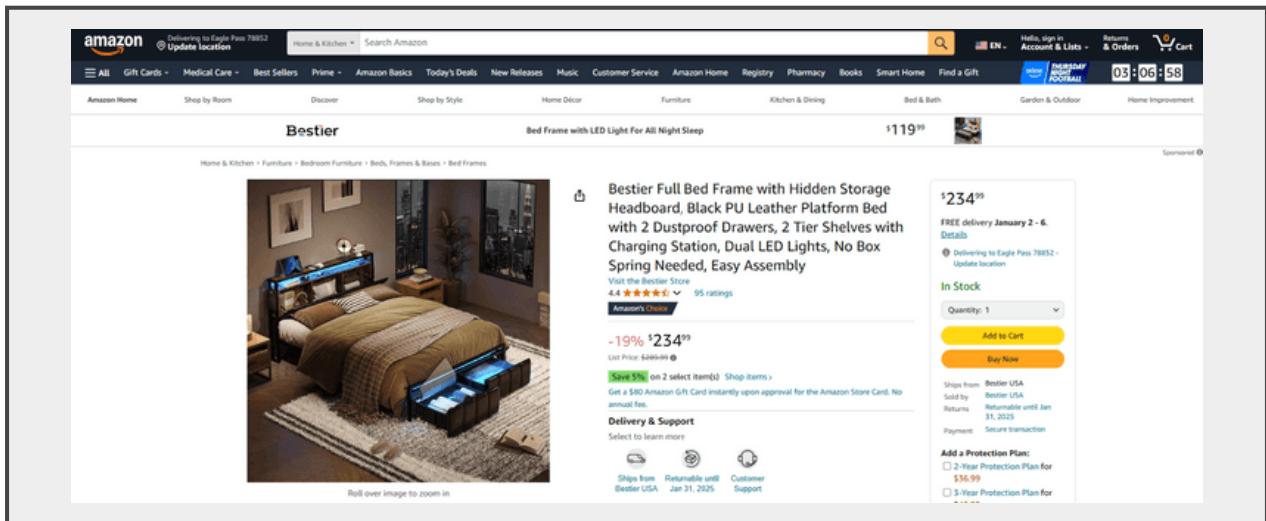 amazon
Delivering to Eagle Pass 78852
Update location
Home & Kitchen
Search Amazon
EN
Hello, sign in
Account & Lists
Returns
& Orders
0
Cart
All
Gift Cards
Medical Care
Best Sellers
Prime
Amazon Basics
Today's Deals
New Releases
Music
Customer Service
Amazon Home
Registry
Pharmacy
Books
Smart Home
Find a Gift
prime
THURSDAY
NIGHT
FOOTBALL
03:06:58
Amazon Home
Shop by Room
Discover
Shop by Style
Home Décor
Furniture
Kitchen & Dining
Bed & Bath
Garden & Outdoor
Home Improvement
Bestier
Bed Frame with LED Light For All Night Sleep
$11999
Sponsored
Home & Kitchen › Furniture › Bedroom Furniture › Beds, Frames & Bases › Bed Frames
Roll over image to zoom in
Bestier Full Bed Frame with Hidden Storage
Headboard, Black PU Leather Platform Bed
with 2 Dustproof Drawers, 2 Tier Shelves with
Charging Station, Dual LED Lights, No Box
Spring Needed, Easy Assembly
Visit the Bestier Store
4.4
95 ratings
Amazon's Choice
-19% $23499
List Price: $289.99
Save 5% on 2 select item(s) Shop items ›
Get a $80 Amazon Gift Card instantly upon approval for the Amazon Store Card. No
annual fee.
Delivery & Support
Select to learn more
Ships from
Bestier USA
Returnable until
Jan 31, 2025
Customer
Support
$23499
FREE delivery January 2 - 6.
Details
Delivering to Eagle Pass 78852 -
Update location
In Stock
Quantity: 1
Add to Cart
Buy Now
Ships from Bestier USA
Sold by Bestier USA
Returns Returnable until Jan
31, 2025
Payment Secure transaction
Add a Protection Plan:
2-Year Protection Plan for
$36.99
3-Year Protection Plan for